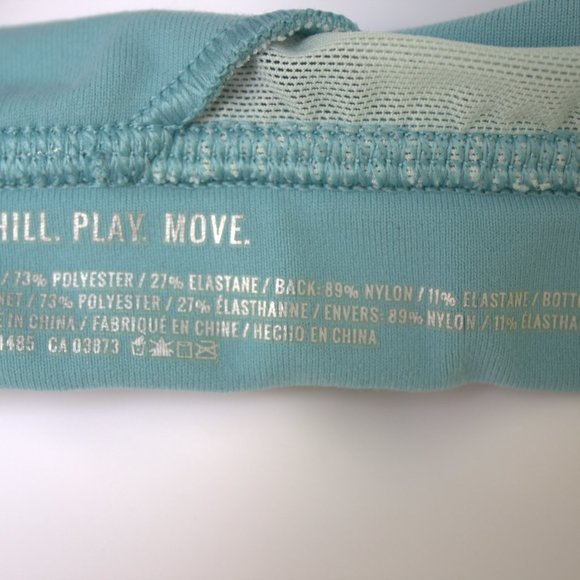 HILL. PLAY. MOVE.
/ 73% POLYESTER / 27% ELASTANE / BACK: 89% NYLON / 11% ELASTANE / BOTT
NET / 73% POLYESTER / 27% ÉLASTHANNE / ENVERS: 89% NYLON / 11% ÉLASTHA
E IN CHINA / FABRIQUÉ EN CHINE / HECHO EN CHINA
1485 CA 03873